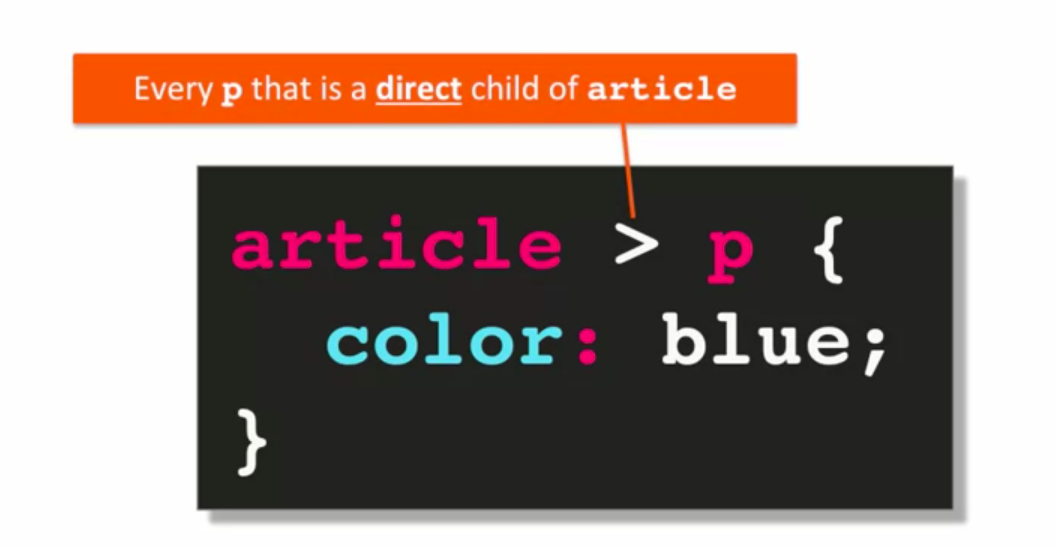 Every p that is a direct child of article
article > p {
  color: blue;
}